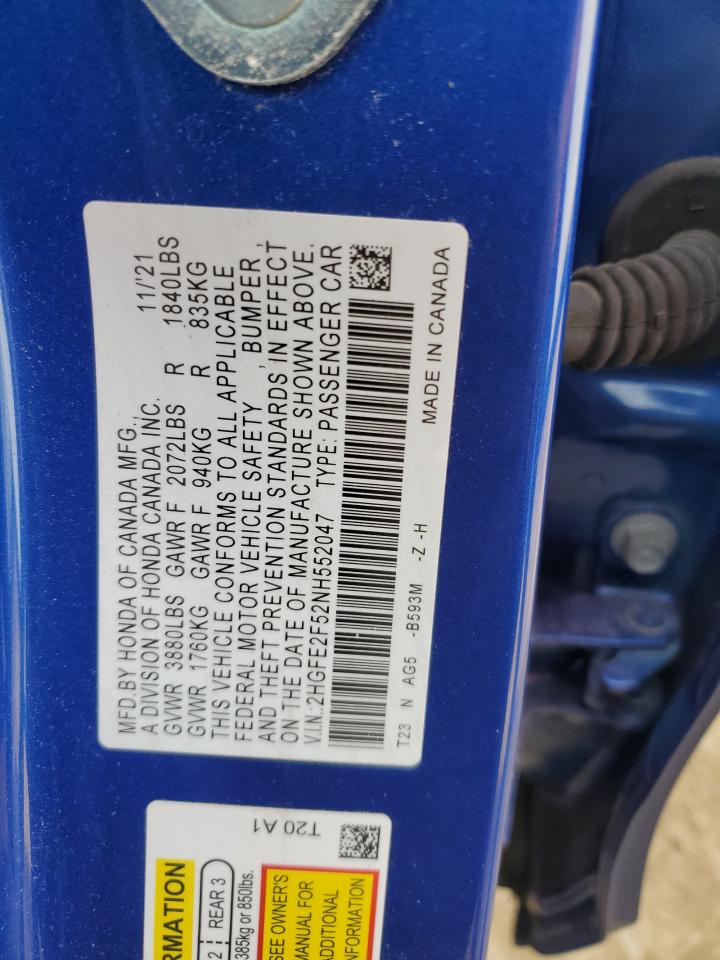 MFD.BY HONDA OF CANADA MFG., 11/'21
A DIVISION OF HONDA CANADA INC.
GVWR 3880LBS GAWR F 2072LBS R 1840LBS
GVWR 1760KG GAWR F 940KG R 835KG
THIS VEHICLE CONFORMS TO ALL APPLICABLE
FEDERAL MOTOR VEHICLE SAFETY , BUMPER ,
AND THEFT PREVENTION STANDARDS IN EFFECT
ON THE DATE OF MANUFACTURE SHOWN ABOVE.
V.I.N.:2HGFE2F52NH552047 TYPE: PASSENGER CAR
T23 N AG5 -B593M -Z -H
MADE IN CANADA
T20 A1
RMATION
2 REAR 3
385kg or 850lbs.
SEE OWNER'S
MANUAL FOR
ADDITIONAL
INFORMATION